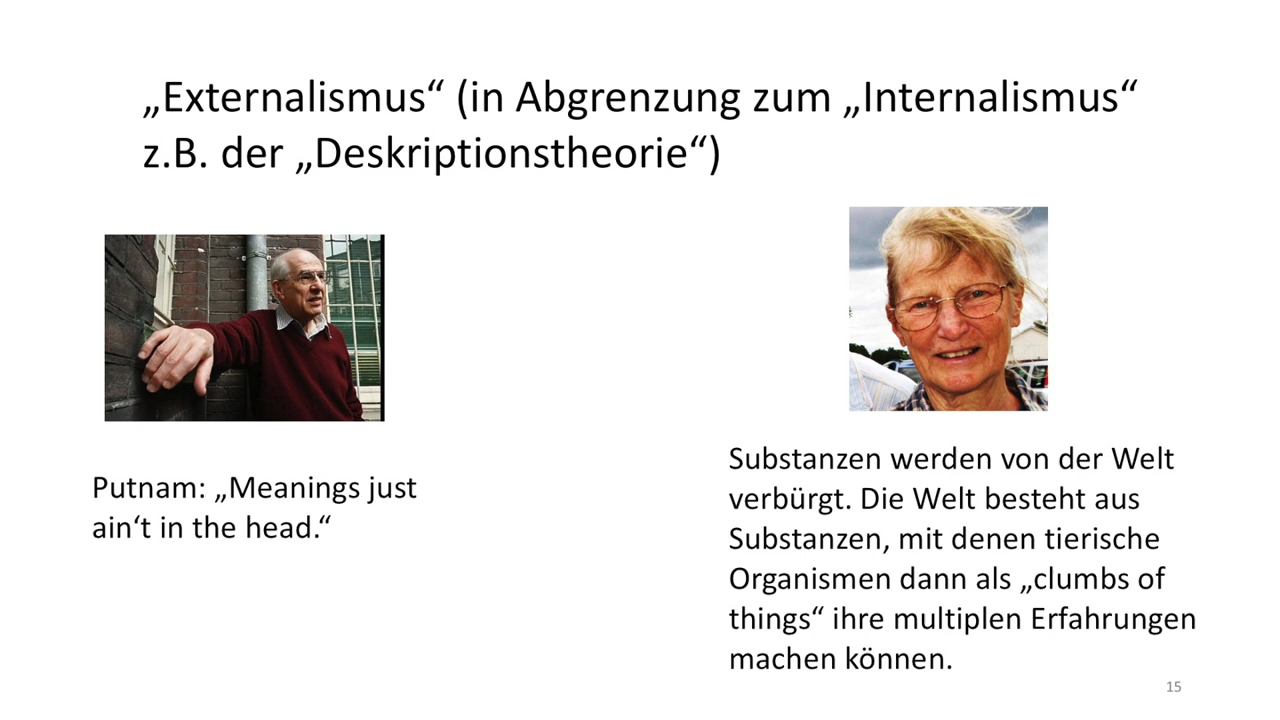 „Externalismus“ (in Abgrenzung zum „Internalismus“
z.B. der „Deskriptionstheorie“)
Putnam: „Meanings just
ain‘t in the head.“
Substanzen werden von der Welt
verbürgt. Die Welt besteht aus
Substanzen, mit denen tierische
Organismen dann als „clumbs of
things“ ihre multiplen Erfahrungen
machen können.
15